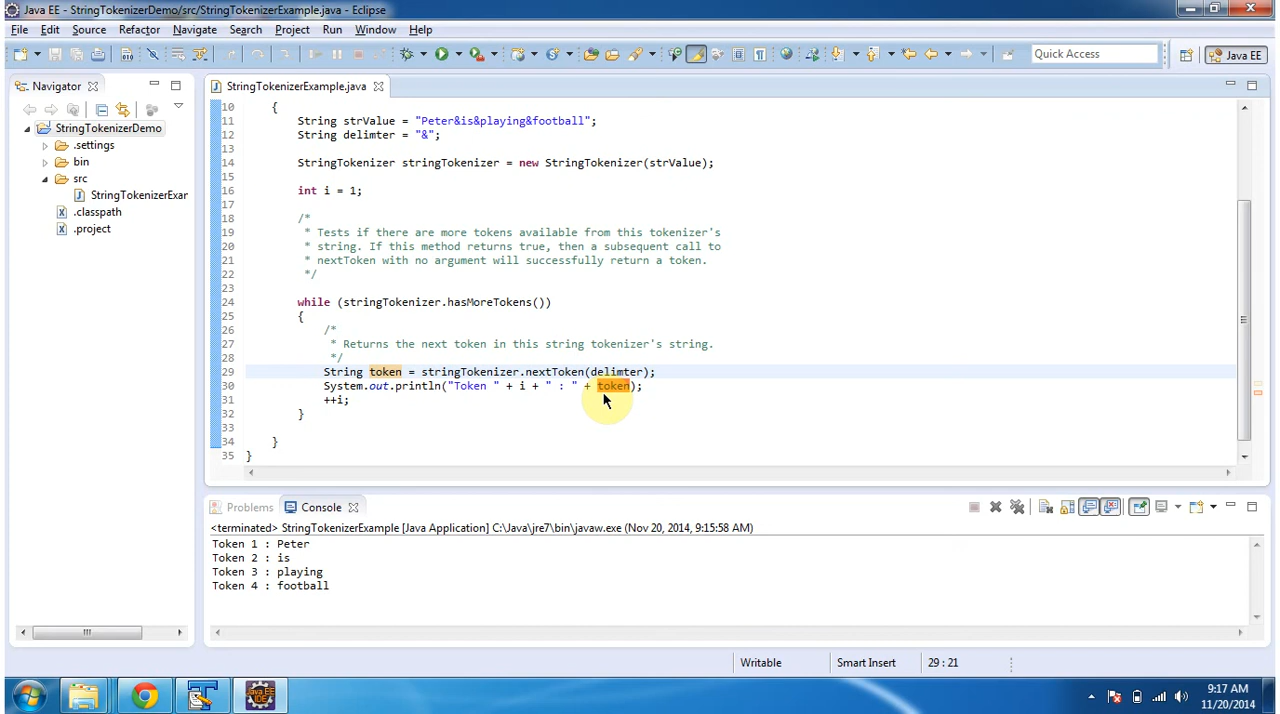 Java EE - StringTokenizerDemo/src/StringTokenizerExample.java - Eclipse
File Edit Source Refactor Navigate Search Project Run Window Help
Quick Access
Java EE
Navigator
StringTokenizerDemo
.settings
bin
src
StringTokenizerExar
.classpath
.project
StringTokenizerExample.java
10 {
11 String strValue = "Peter&is&playing&football";
12 String delimter = "&";
13
14 StringTokenizer stringTokenizer = new StringTokenizer(strValue);
15
16 int i = 1;
17
18 /*
19 * Tests if there are more tokens available from this tokenizer's
20 * string. If this method returns true, then a subsequent call to
21 * nextToken with no argument will successfully return a token.
22 */
23
24 while (stringTokenizer.hasMoreTokens())
25 {
26 /*
27 * Returns the next token in this string tokenizer's string.
28 */
29 String token = stringTokenizer.nextToken(delimter);
30 System.out.println("Token " + i + " : " + token);
31 ++i;
32 }
33
34 }
35 }
Problems Console
<terminated> StringTokenizerExample [Java Application] C:\Java\jre7\bin\javaw.exe (Nov 20, 2014, 9:15:58 AM)
Token 1 : Peter
Token 2 : is
Token 3 : playing
Token 4 : football
Writable Smart Insert 29 : 21
Java EE
IDE
9:17 AM
11/20/2014